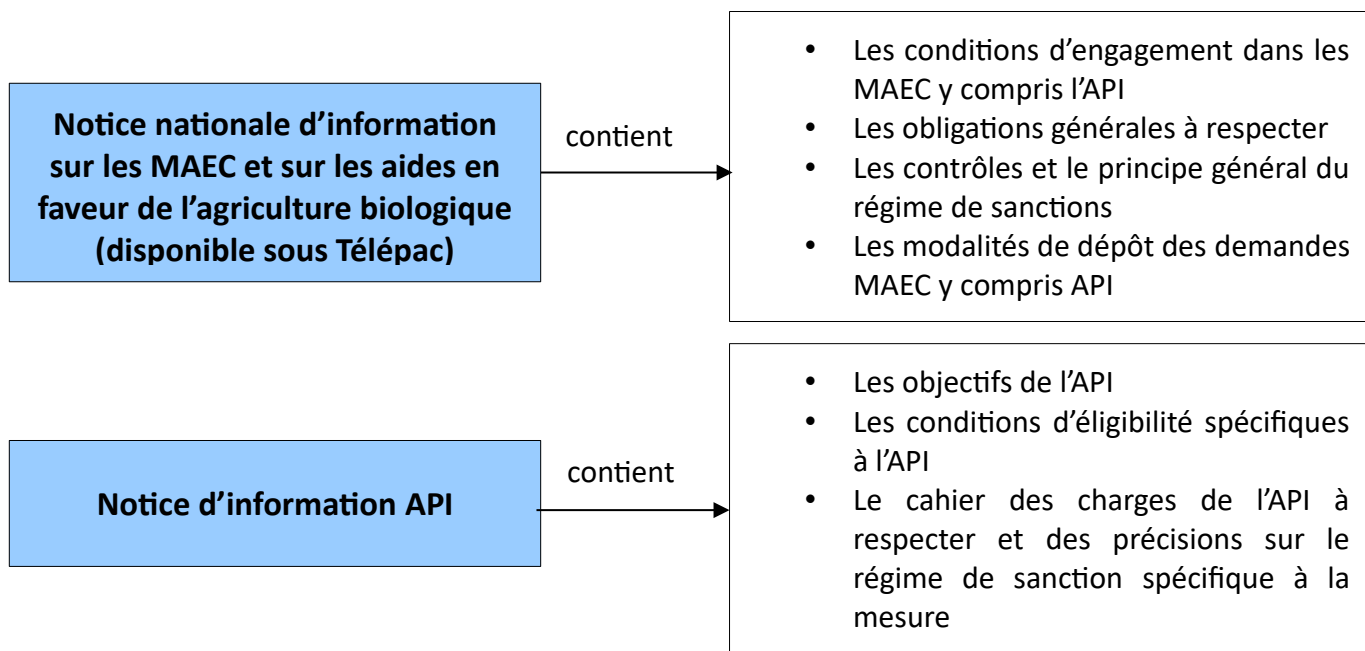 Notice nationale d’information
sur les MAEC et sur les aides en
faveur de l’agriculture biologique
(disponible sous Télépac)
contient
• Les conditions d’engagement dans les
MAEC y compris l’API
• Les obligations générales à respecter
• Les contrôles et le principe général du
régime de sanctions
• Les modalités de dépôt des demandes
MAEC y compris API
Notice d’information API
contient
• Les objectifs de l’API
• Les conditions d’éligibilité spécifiques
à l’API
• Le cahier des charges de l’API à
respecter et des précisions sur le
régime de sanction spécifique à la
mesure